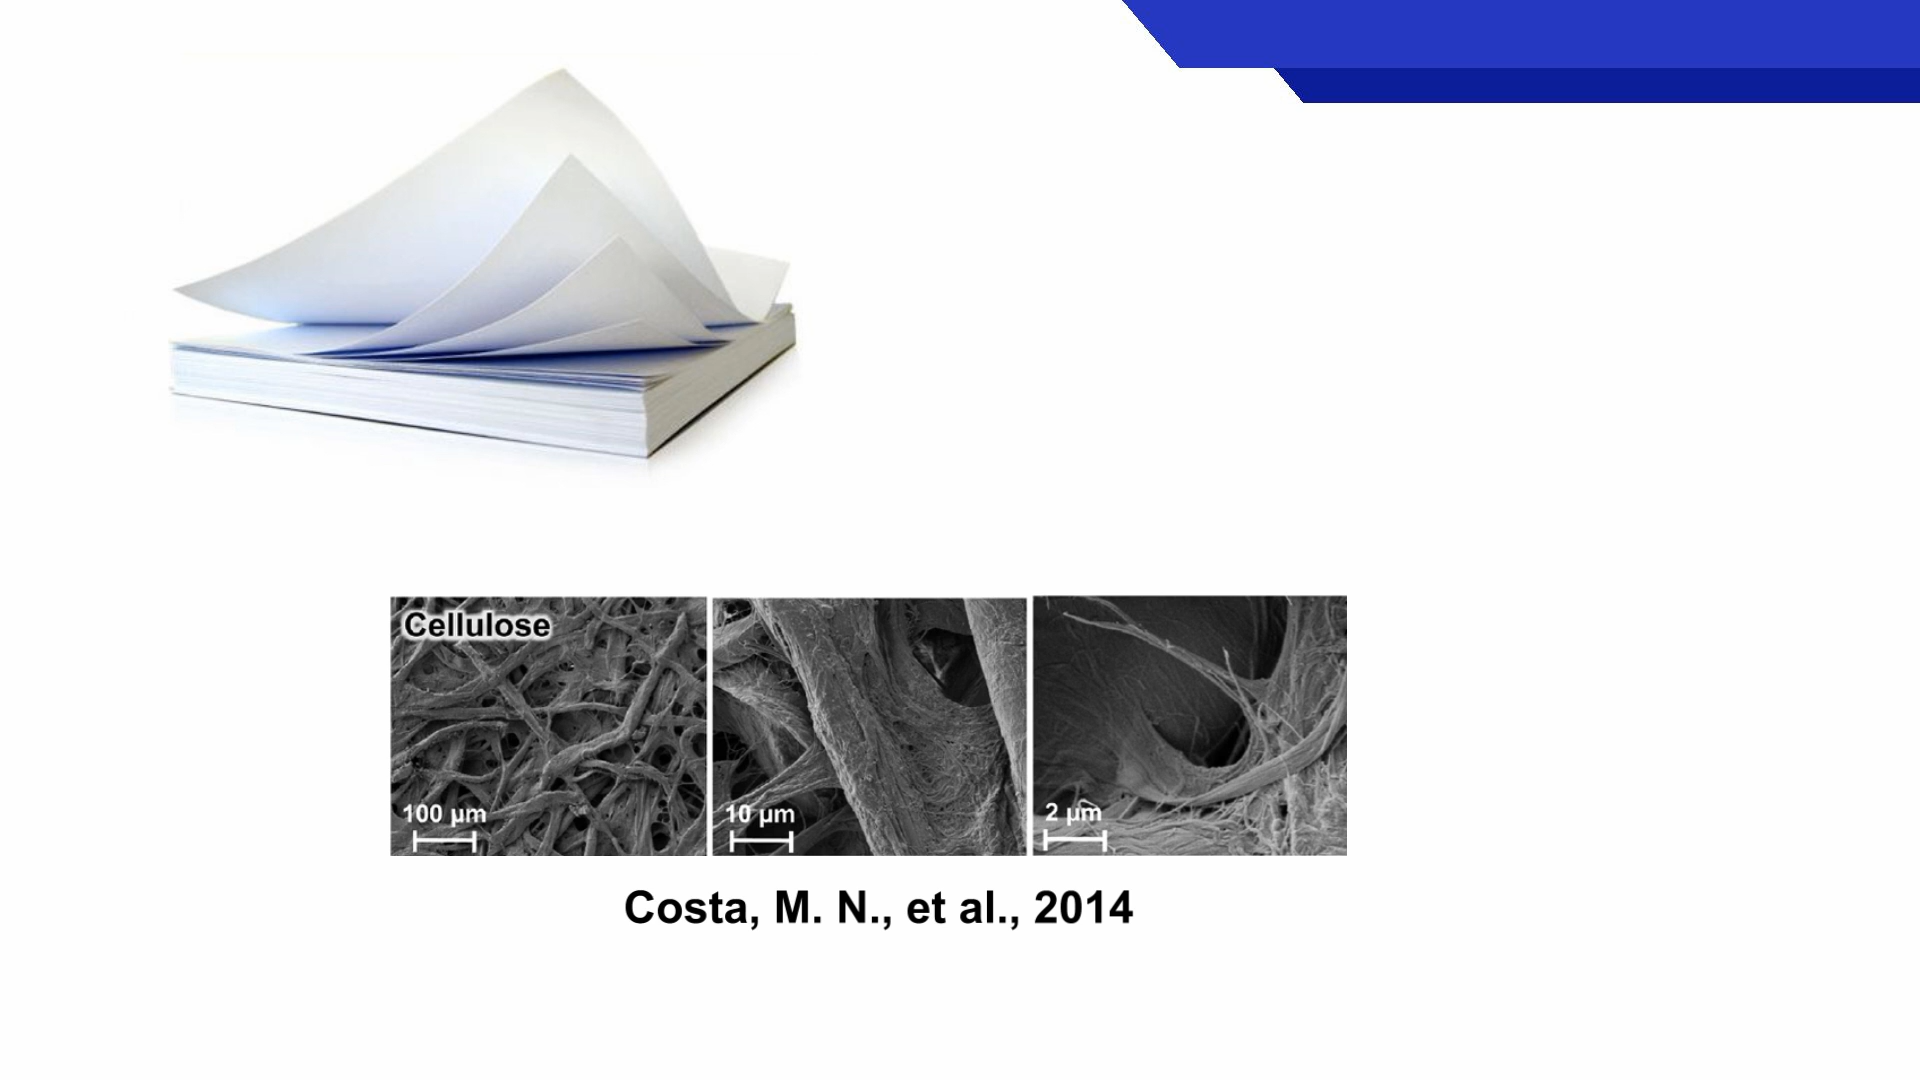 Cellulose
100 µm
10 µm
2 µm
Costa, M. N., et al., 2014